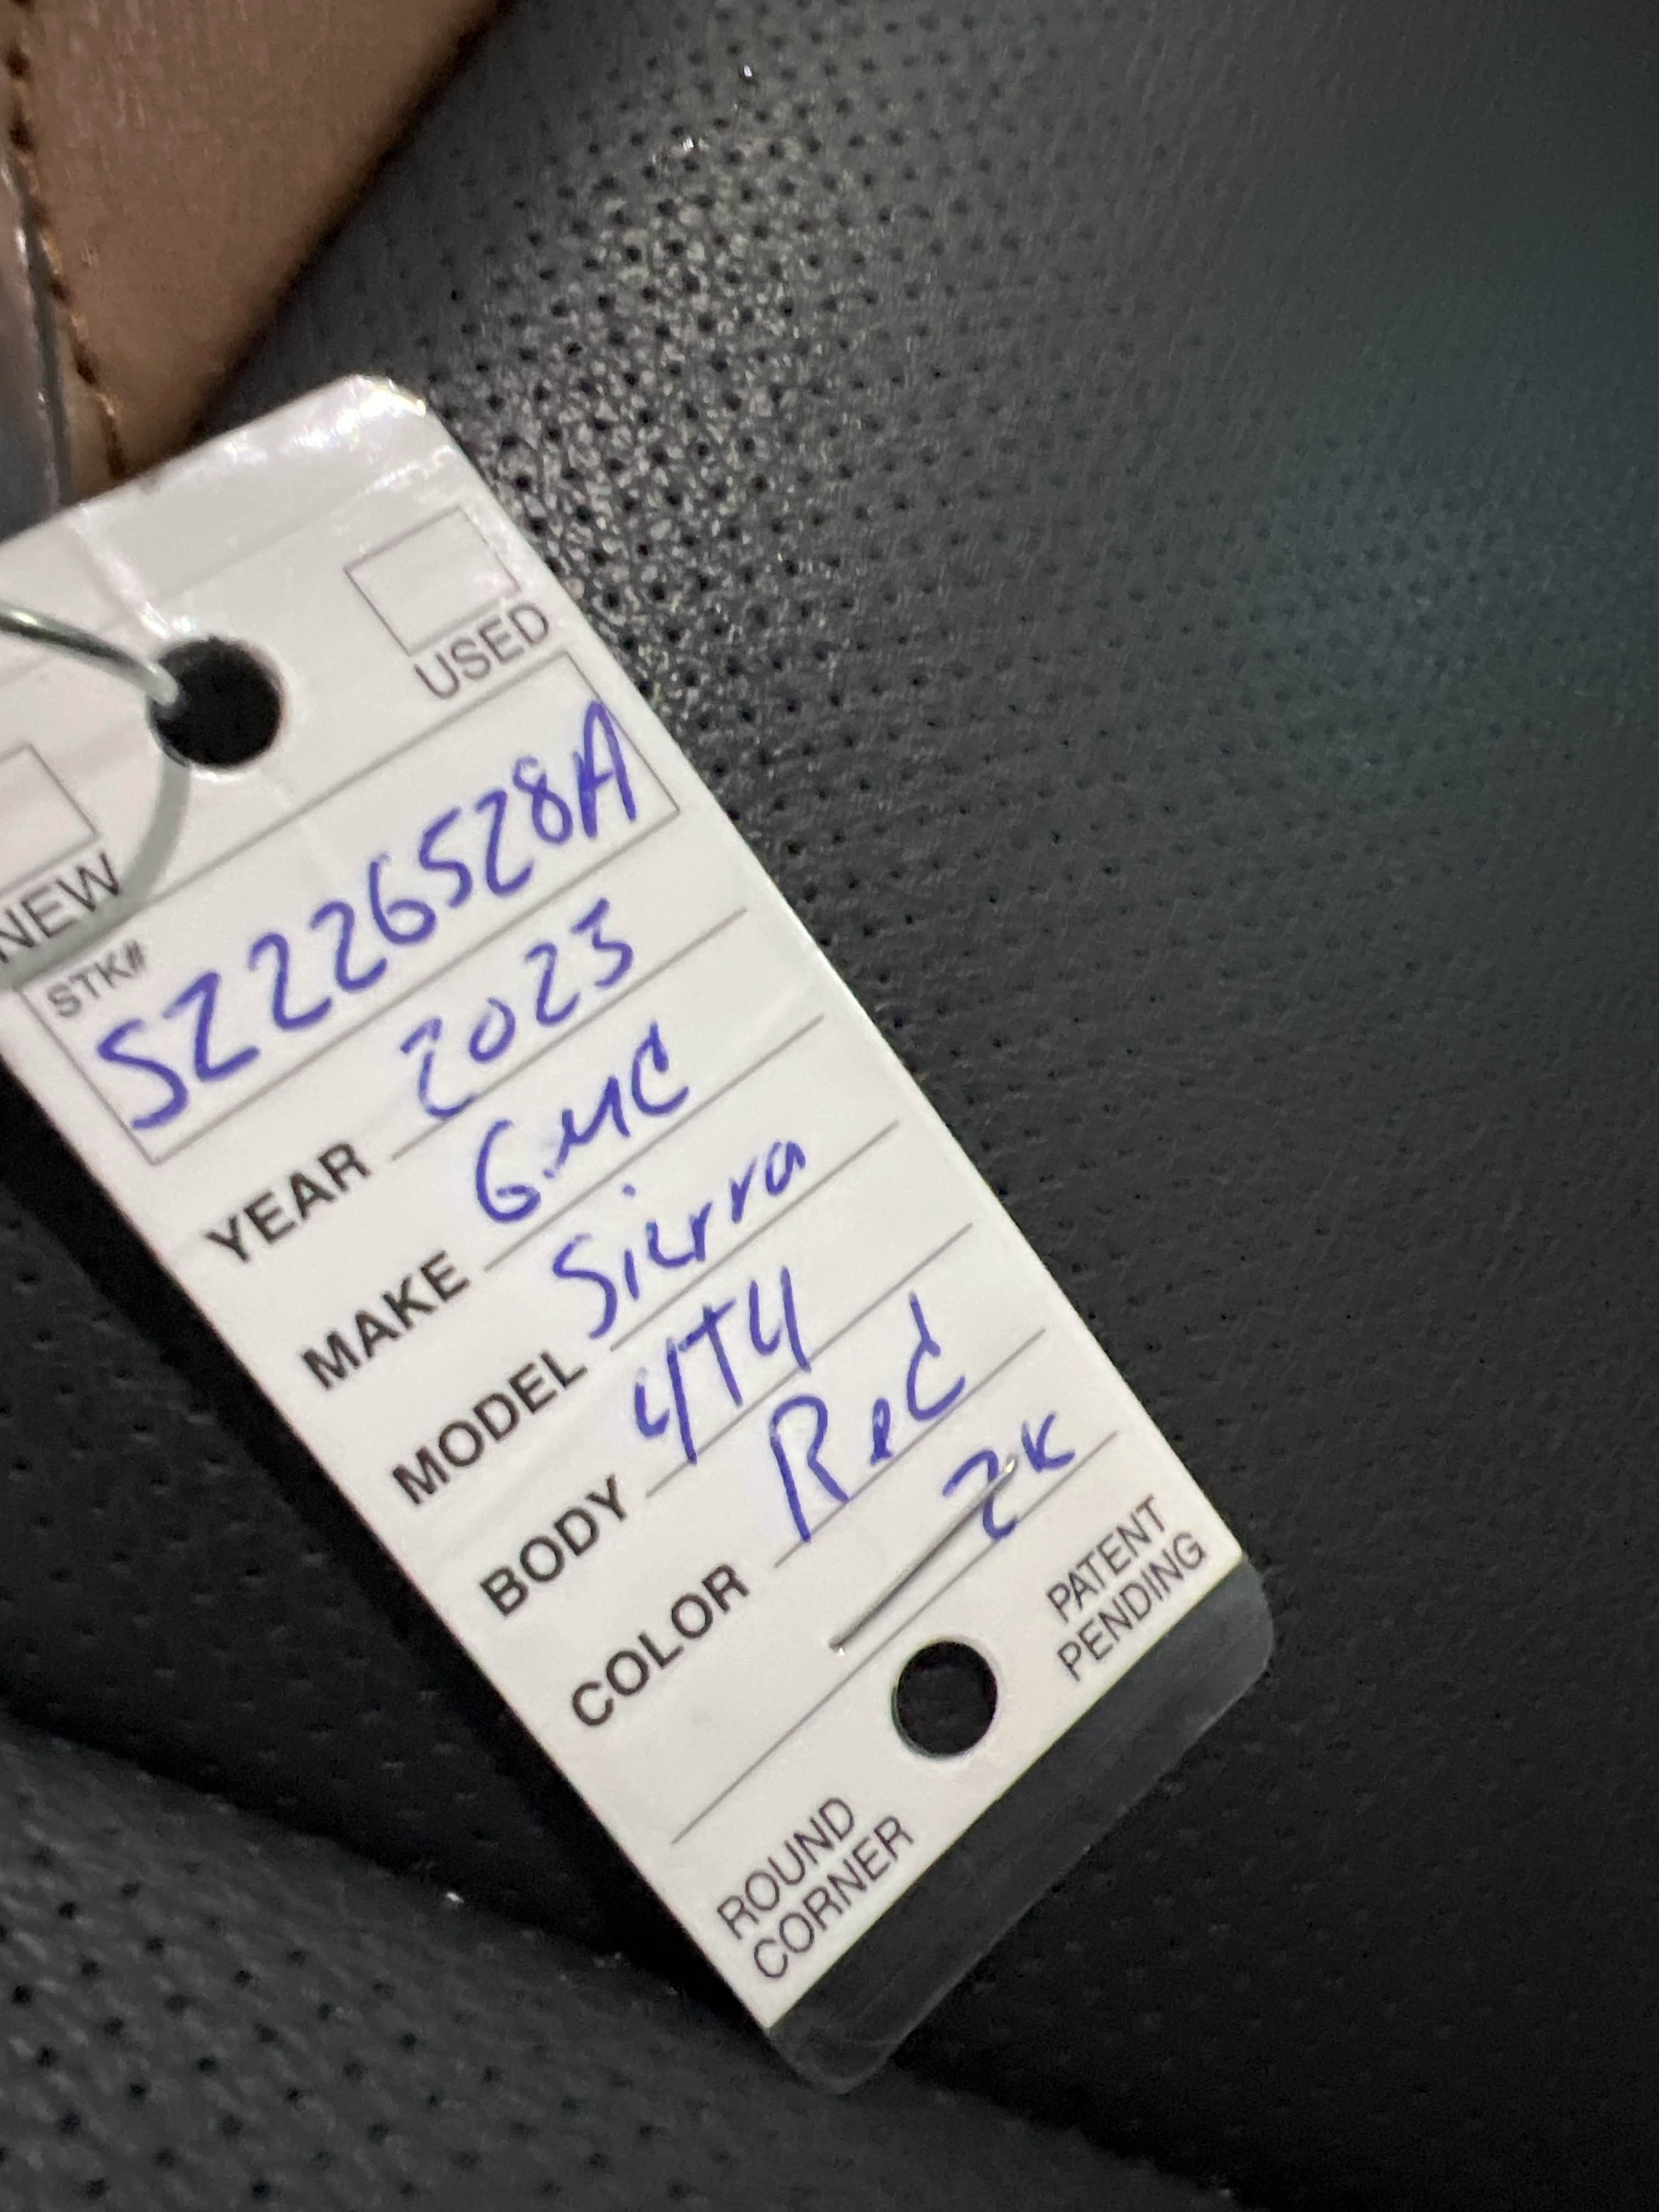 NEW USED
STK#
SZ226528A
YEAR 2023
MAKE GMC
MODEL Sierra
BODY 4T4
COLOR Red
2K
ROUND CORNER
PATENT PENDING